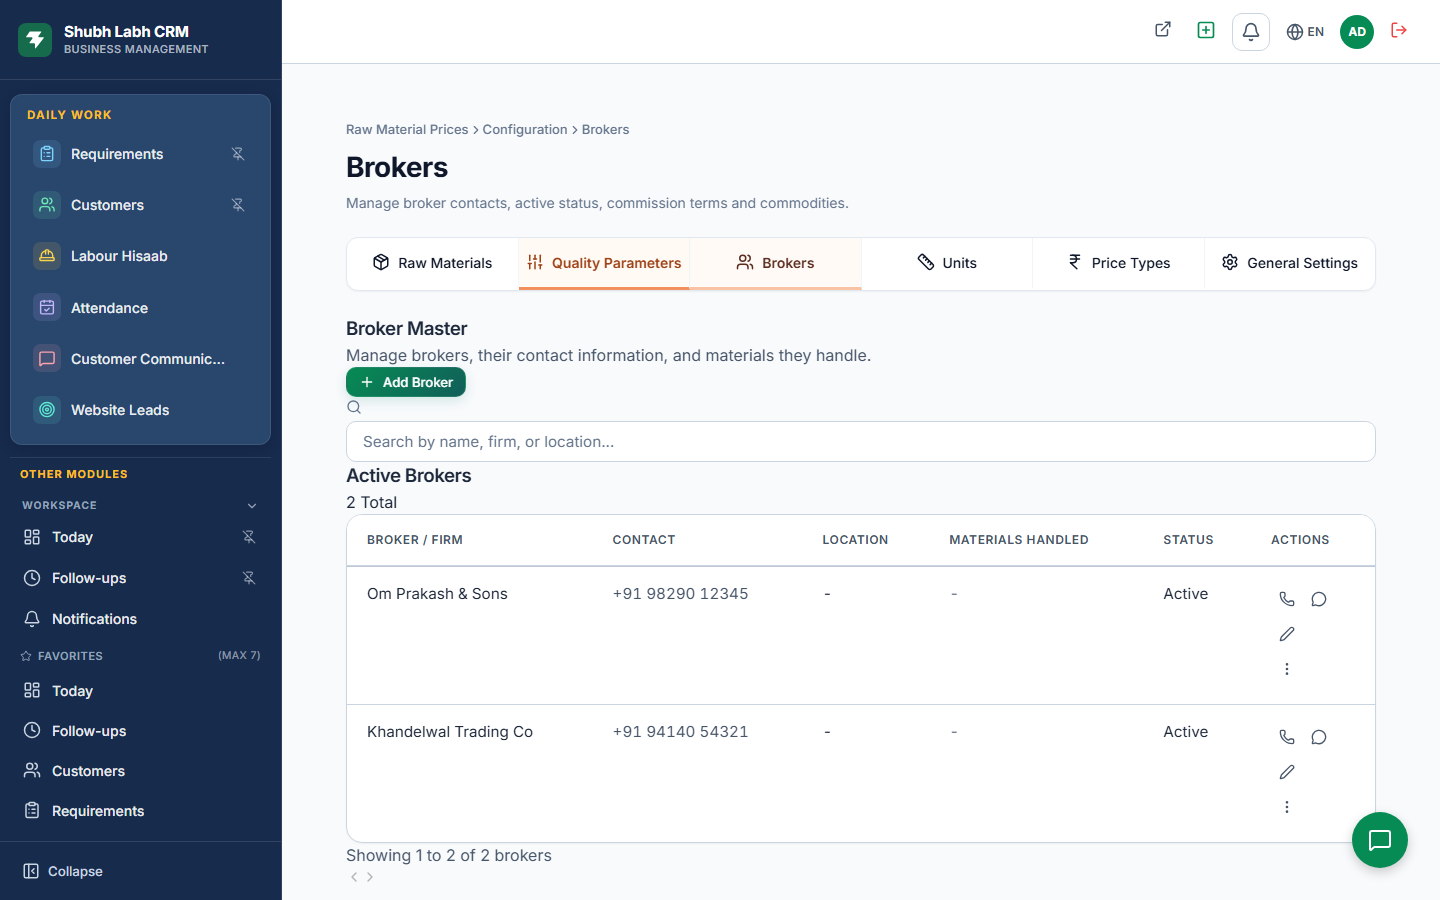 Shubh Labh CRM
BUSINESS MANAGEMENT
DAILY WORK
Requirements
Customers
Labour Hisaab
Attendance
Customer Communic...
Website Leads
OTHER MODULES
WORKSPACE
Today
Follow-ups
Notifications
FAVORITES (MAX 7)
Today
Follow-ups
Customers
Requirements
Collapse
EN AD
Raw Material Prices > Configuration > Brokers
Brokers
Manage broker contacts, active status, commission terms and commodities.
Raw Materials Quality Parameters Brokers Units Price Types General Settings
Broker Master
Manage brokers, their contact information, and materials they handle.
+ Add Broker
Search by name, firm, or location...
Active Brokers
2 Total
BROKER / FIRM CONTACT LOCATION MATERIALS HANDLED STATUS ACTIONS
Om Prakash & Sons +91 98290 12345 - - Active
Khandelwal Trading Co +91 94140 54321 - - Active
Showing 1 to 2 of 2 brokers